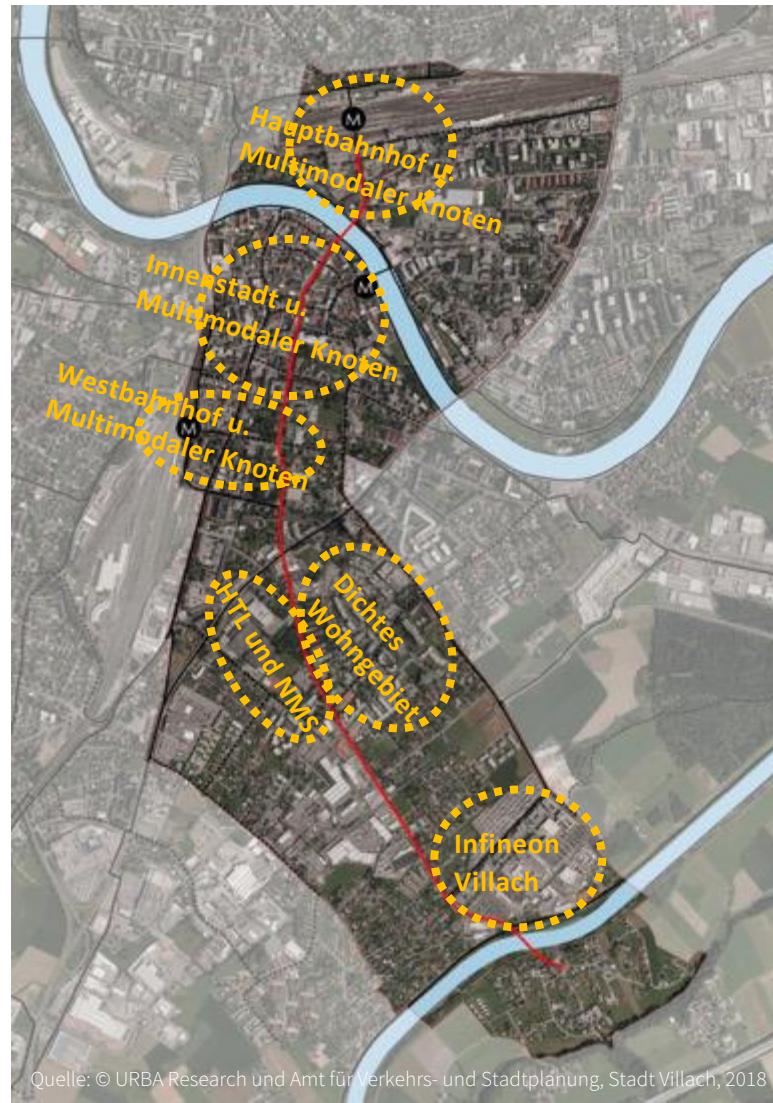 M
Hauptbahnhof u.
Multimodaler Knoten
Innenstadt u.
Multimodaler Knoten
M
Westbahnhof u.
Multimodaler Knoten
M
Dichtes
Wohngebiet
HTL und NMS
Infineon
Villach
Quelle: © URBA Research und Amt für Verkehrs- und Stadtplanung, Stadt Villach, 2018